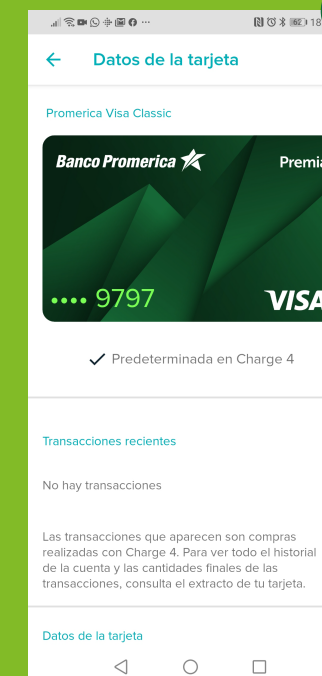 62 18
Datos de la tarjeta
Promerica Visa Classic
Banco Promerica Premia
•••• 9797 VISA
Predeterminada en Charge 4
Transacciones recientes
No hay transacciones
Las transacciones que aparecen son compras
realizadas con Charge 4. Para ver todo el historial
de la cuenta y las cantidades finales de las
transacciones, consulta el extracto de tu tarjeta.
Datos de la tarjeta